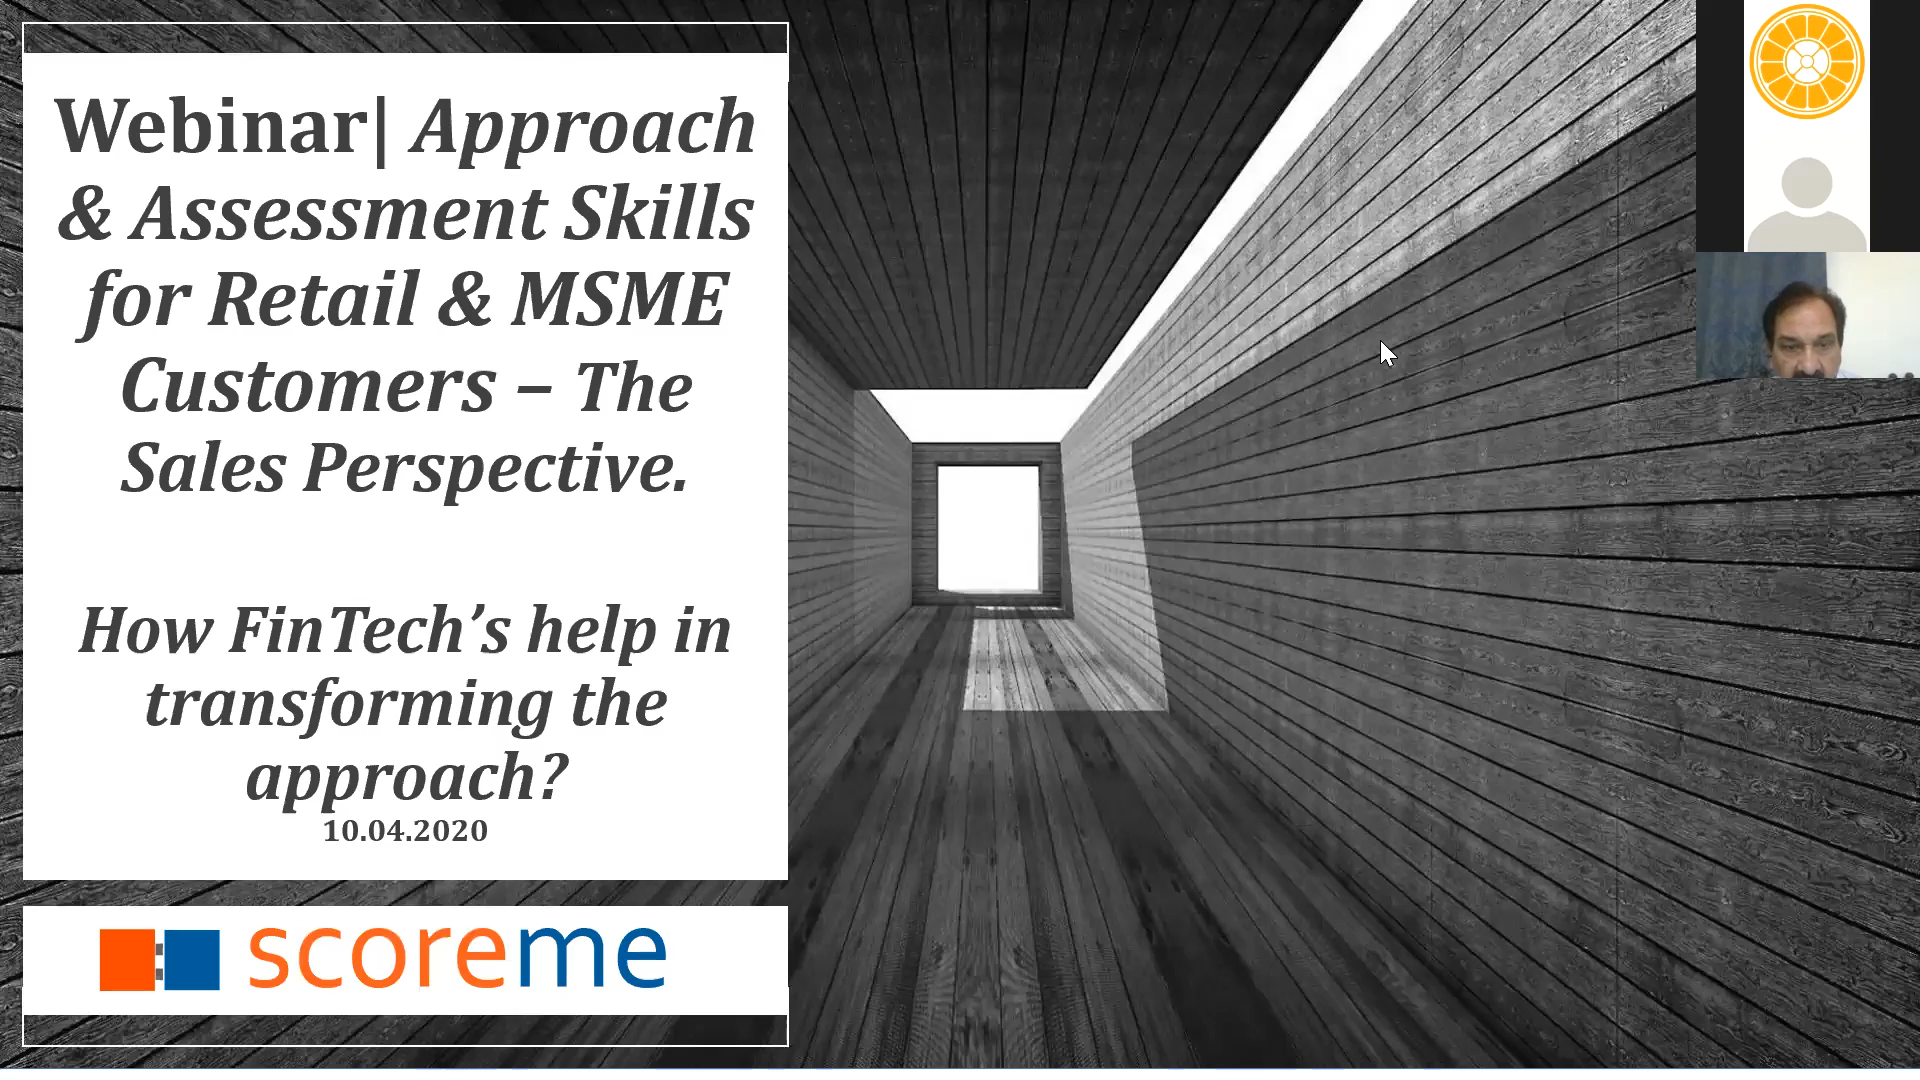 Webinar| Approach
& Assessment Skills
for Retail & MSME
Customers – The
Sales Perspective.
How FinTech’s help in
transforming the
approach?
10.04.2020
scoreme